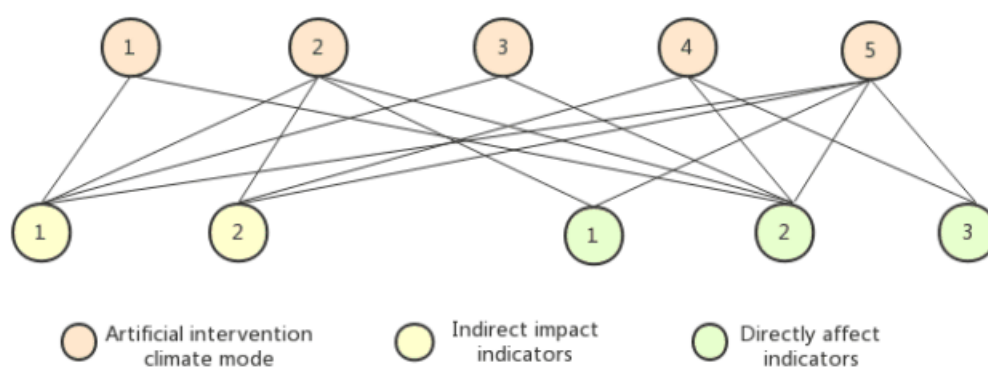 1 2 3 4 5
1 2 1 2 3
Artificial intervention
climate mode
Indirect impact
indicators
Directly affect
indicators